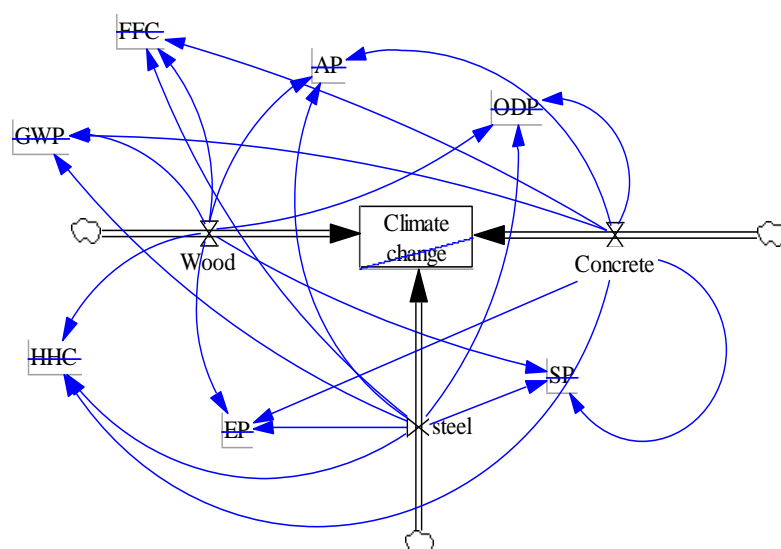 FFC
AP
ODP
GWP
Climate
change
Wood
Concrete
HHC
SP
EP
steel